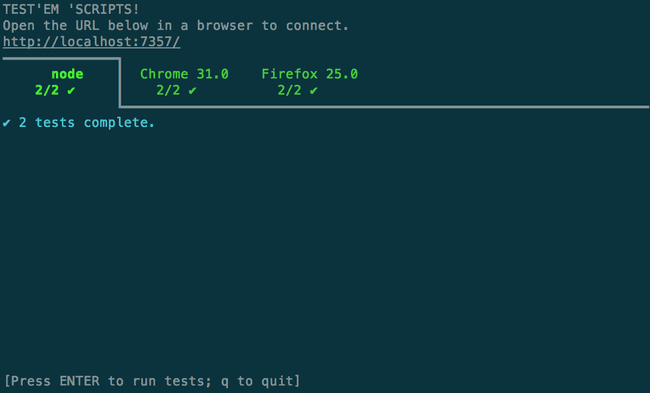 TEST'EM 'SCRIPTS!
Open the URL below in a browser to connect.
http://localhost:7357/
node Chrome 31.0 Firefox 25.0
2/2 ✔ 2/2 ✔ 2/2 ✔
✔ 2 tests complete.
[Press ENTER to run tests; q to quit]